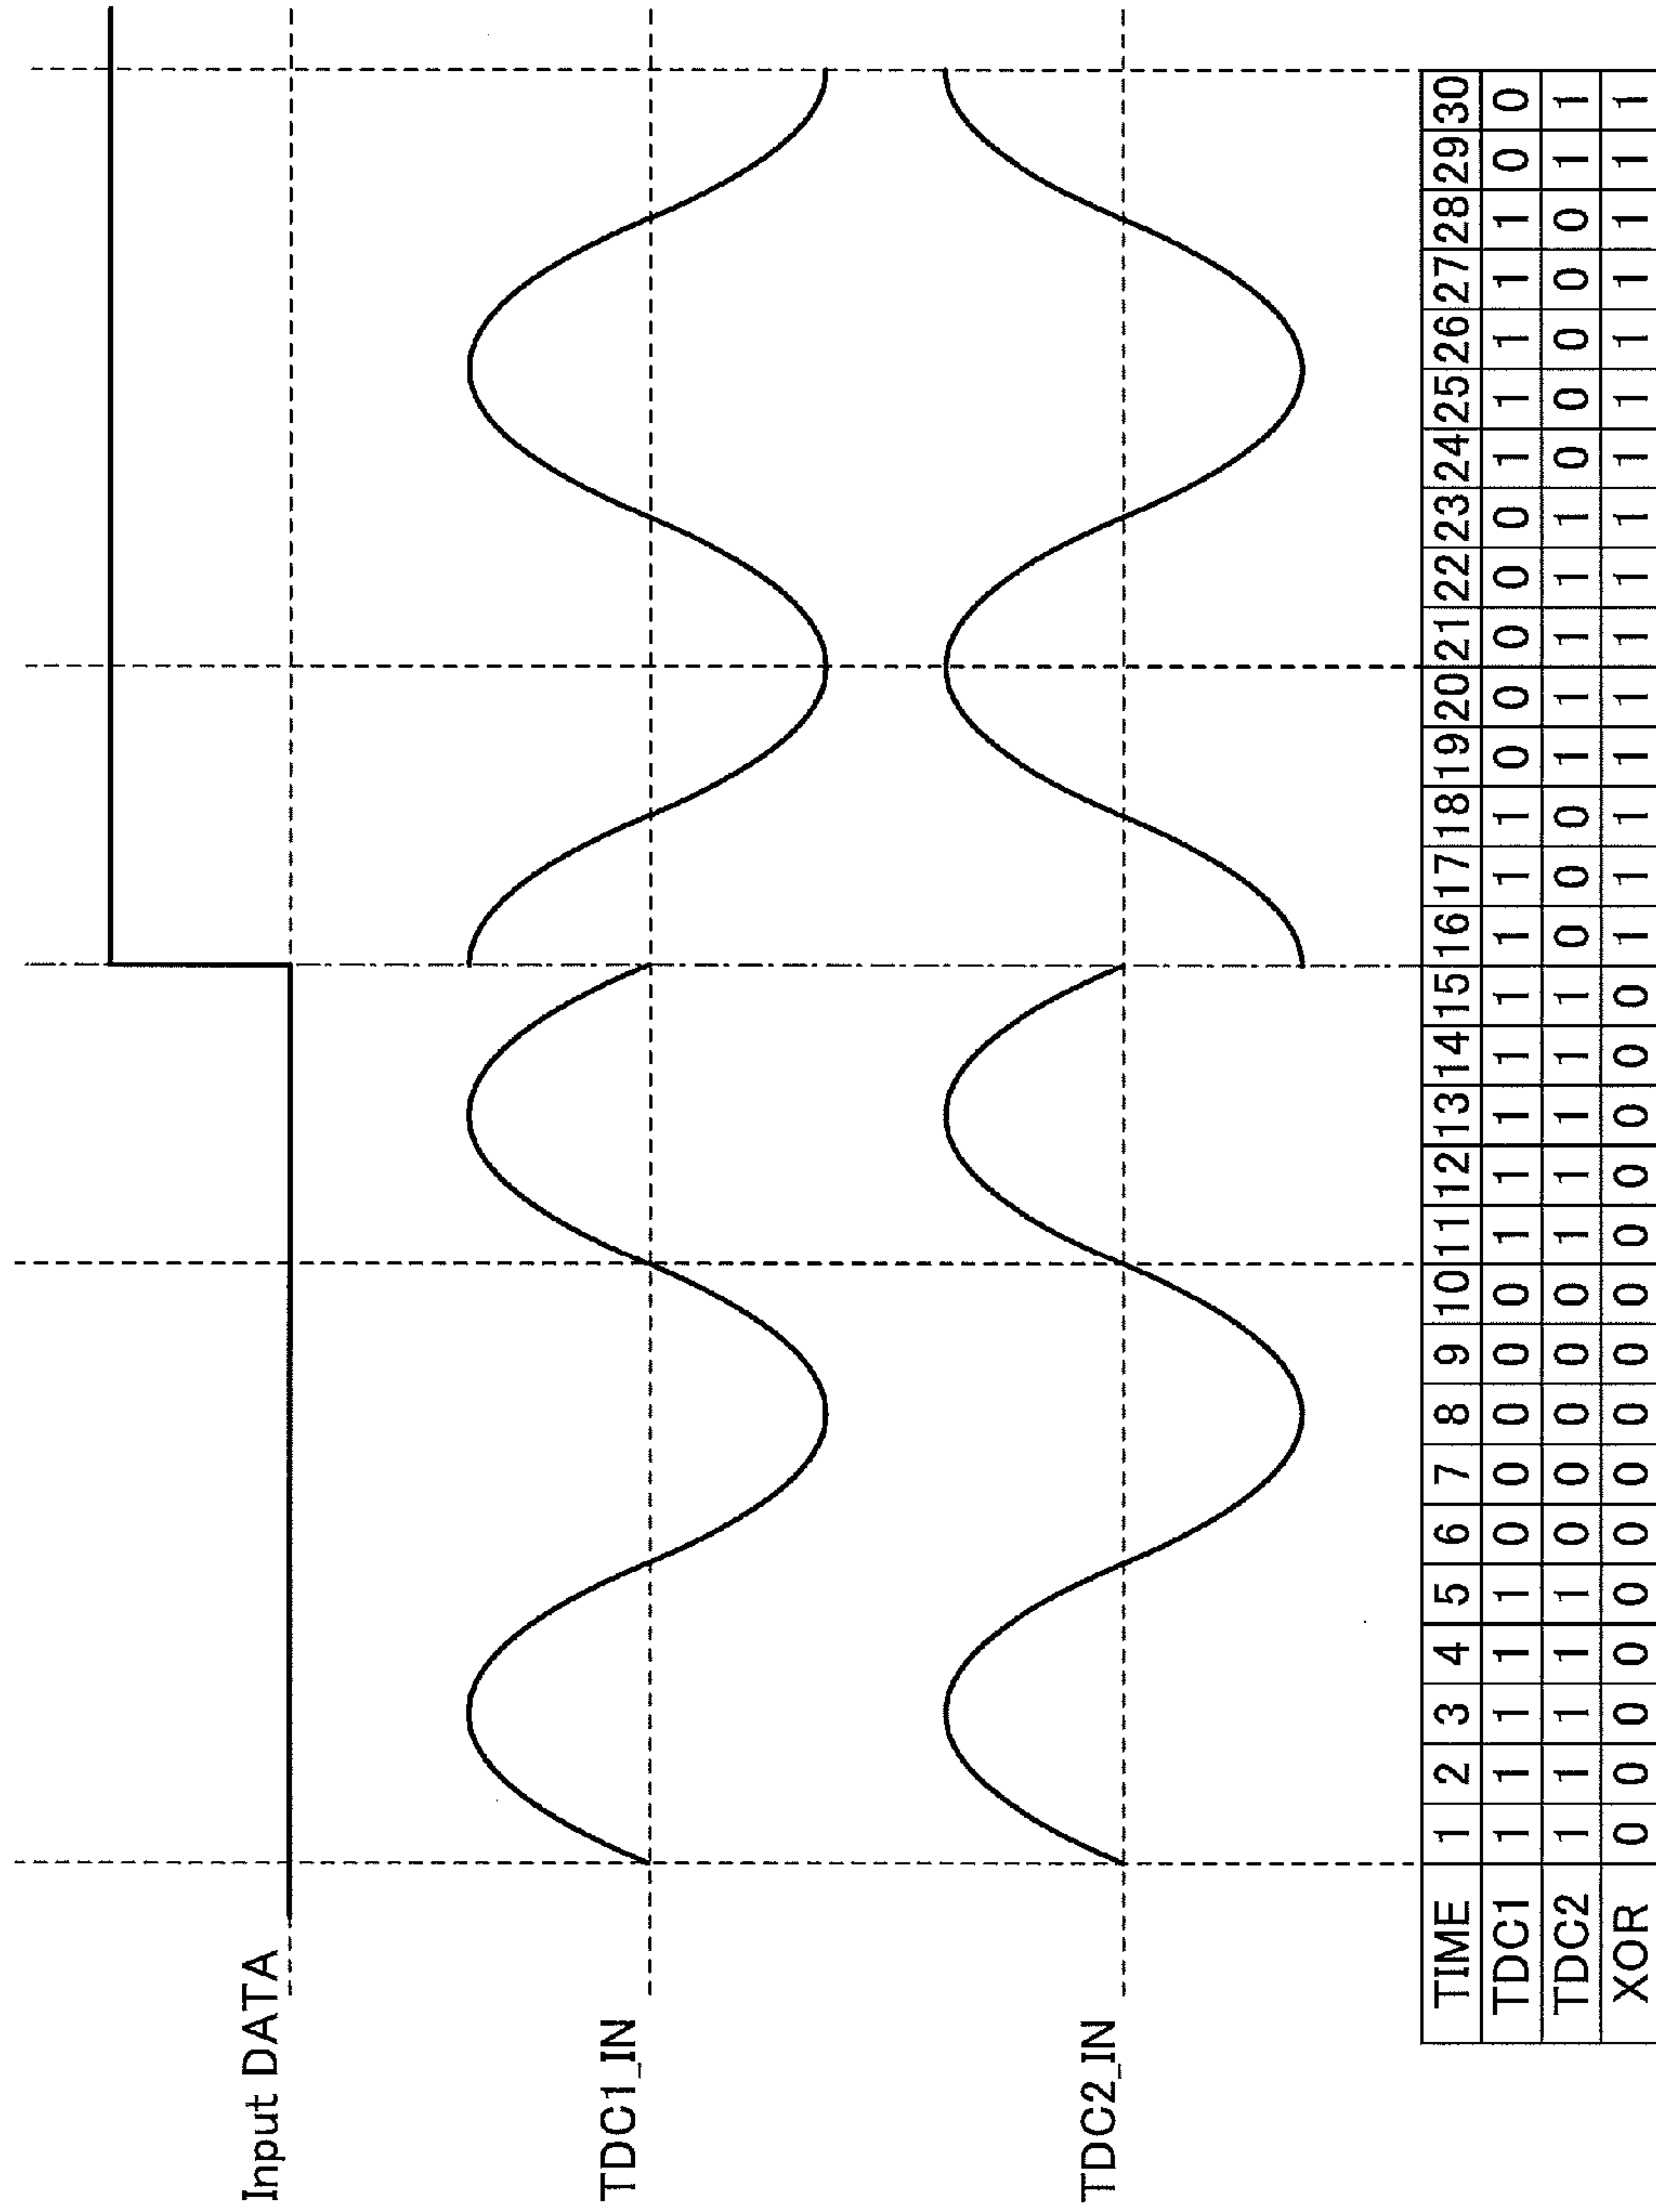 Input DATA
TDC1_IN
TDC2_IN
TIME 1 2 3 4 5 6 7 8 9 10 11 12 13 14 15 16 17 18 19 20 21 22 23 24 25 26 27 28 29 30
TDC1 1 1 1 1 1 0 0 0 0 0 1 1 1 1 1 1 1 1 0 0 0 0 0 1 1 1 1 1 0 0
TDC2 1 1 1 1 1 0 0 0 0 0 1 1 1 1 1 0 0 0 1 1 1 1 1 0 0 0 0 0 1 1
XOR 0 0 0 0 0 0 0 0 0 0 0 0 0 0 0 1 1 1 1 1 1 1 1 1 1 1 1 1 1 1